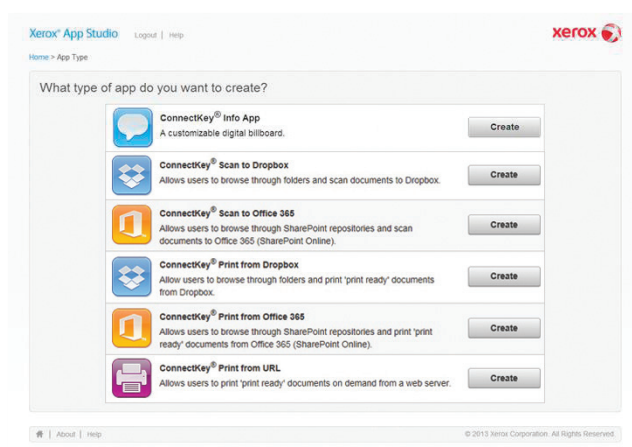 Xerox® App Studio Logout | Help
xerox
Home > App Type
What type of app do you want to create?
ConnectKey® Info App
A customizable digital billboard.
Create
ConnectKey® Scan to Dropbox
Allows users to browse through folders and scan documents to Dropbox.
Create
ConnectKey® Scan to Office 365
Allows users to browse through SharePoint repositories and scan
documents to Office 365 (SharePoint Online).
Create
ConnectKey® Print from Dropbox
Allow users to browse through folders and print 'print ready' documents
from Dropbox.
Create
ConnectKey® Print from Office 365
Allows users to browse through SharePoint repositories and print 'print
ready' documents from Office 365 (SharePoint Online).
Create
ConnectKey® Print from URL
Allows users to print 'print ready' documents on demand from a web server.
Create
| About | Help
© 2013 Xerox Corporation. All Rights Reserved.